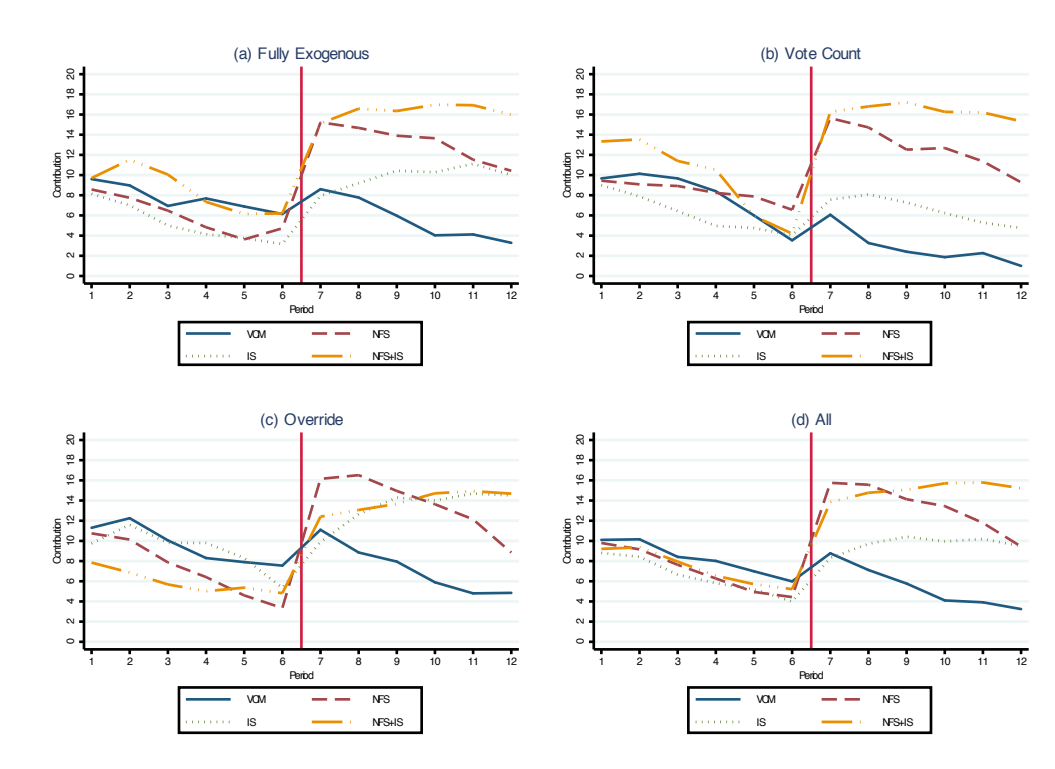 (a) Fully Exogenous
Contribution
0 2 4 6 8 10 12 14 16 18 20
1 2 3 4 5 6 7 8 9 10 11 12
Period
VCM NFS
IS NFS+IS
(b) Vote Count
Contribution
0 2 4 6 8 10 12 14 16 18 20
1 2 3 4 5 6 7 8 9 10 11 12
Period
VCM NFS
IS NFS+IS
(c) Override
Contribution
0 2 4 6 8 10 12 14 16 18 20
1 2 3 4 5 6 7 8 9 10 11 12
Period
VCM NFS
IS NFS+IS
(d) All
Contribution
0 2 4 6 8 10 12 14 16 18 20
1 2 3 4 5 6 7 8 9 10 11 12
Period
VCM NFS
IS NFS+IS